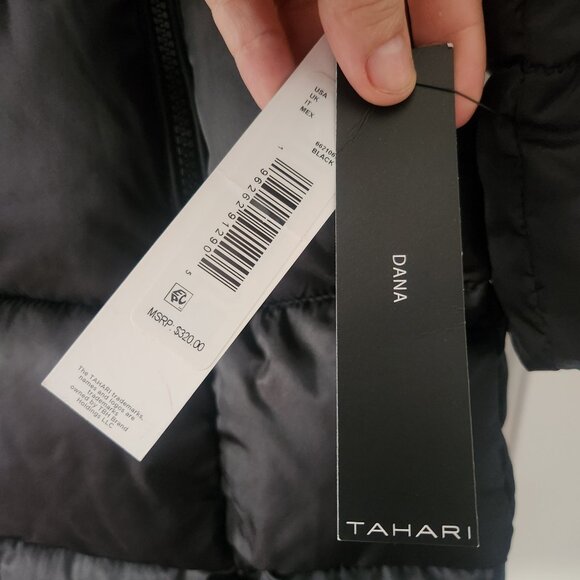 USA
UK
IT
MEX
BLACK
MSRP $320.00
The TAHARI trademarks,
names and logos are
trademarks
owned by TBH Brand
Holdings LLC
DANA
TAHARI